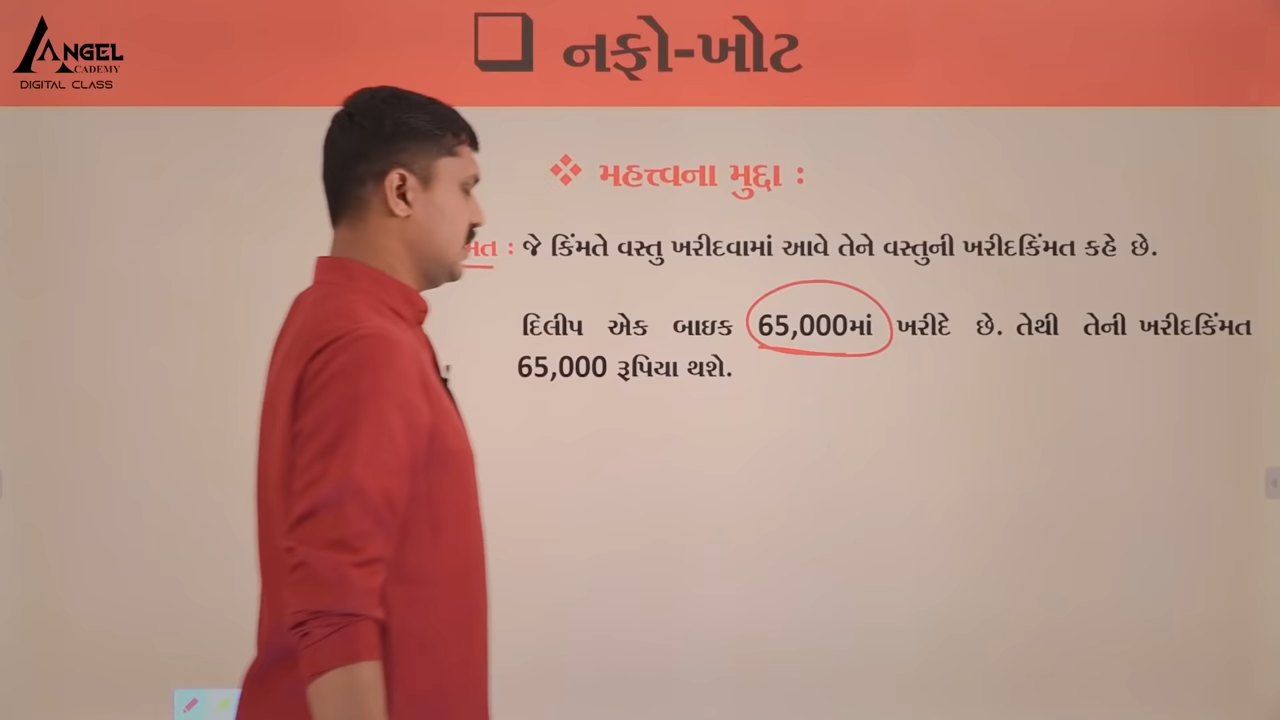 ANGEL
ACADEMY
DIGITAL CLASS
નફો-ખોટ
મહત્ત્વના મુદ્દા :
: જે કિંમતે વસ્તુ ખરીદવામાં આવે તેને વસ્તુની ખરીદકિંમત કહે છે.
દિલીપ એક બાઇક 65,000માં ખરીદે છે. તેથી તેની ખરીદકિંમત
65,000 રૂપિયા થશે.